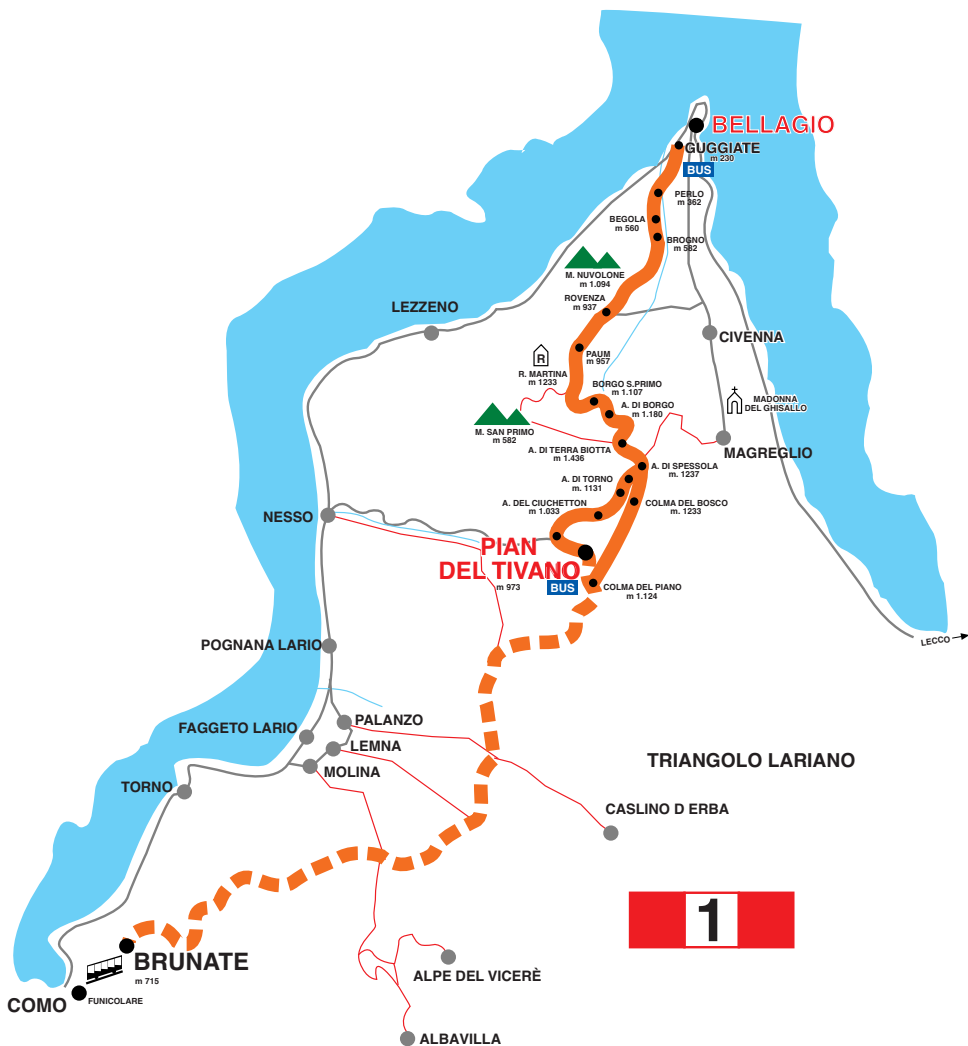 BELLAGIO
GUGGIATE
m 230
BUS
PERLO
m 362
BEGOLA
m 560
BROGNO
m 582
M. NUVOLONE
m 1.094
ROVENZA
m 937
LEZZENO
CIVENNA
PAUM
m 957
R
R. MARTINA
m 1233
BORGO S.PRIMO
m 1.107
A. DI BORGO
m 1.180
MADONNA
DEL GHISALLO
M. SAN PRIMO
m 582
A. DI TERRA BIOTTA
m 1.436
MAGREGLIO
A. DI SPESSOLA
m. 1237
A. DI TORNO
m. 1131
A. DEL CIUCHETTON
m 1.033
COLMA DEL BOSCO
m. 1233
NESSO
PIAN
DEL TIVANO
m 973
BUS
COLMA DEL PIANO
m 1.124
LECCO
POGNANA LARIO
PALANZO
FAGGETO LARIO
LEMNA
MOLINA
TRIANGOLO LARIANO
TORNO
CASLINO D ERBA
1
BRUNATE
m 715
ALPE DEL VICERÈ
COMO
FUNICOLARE
ALBAVILLA